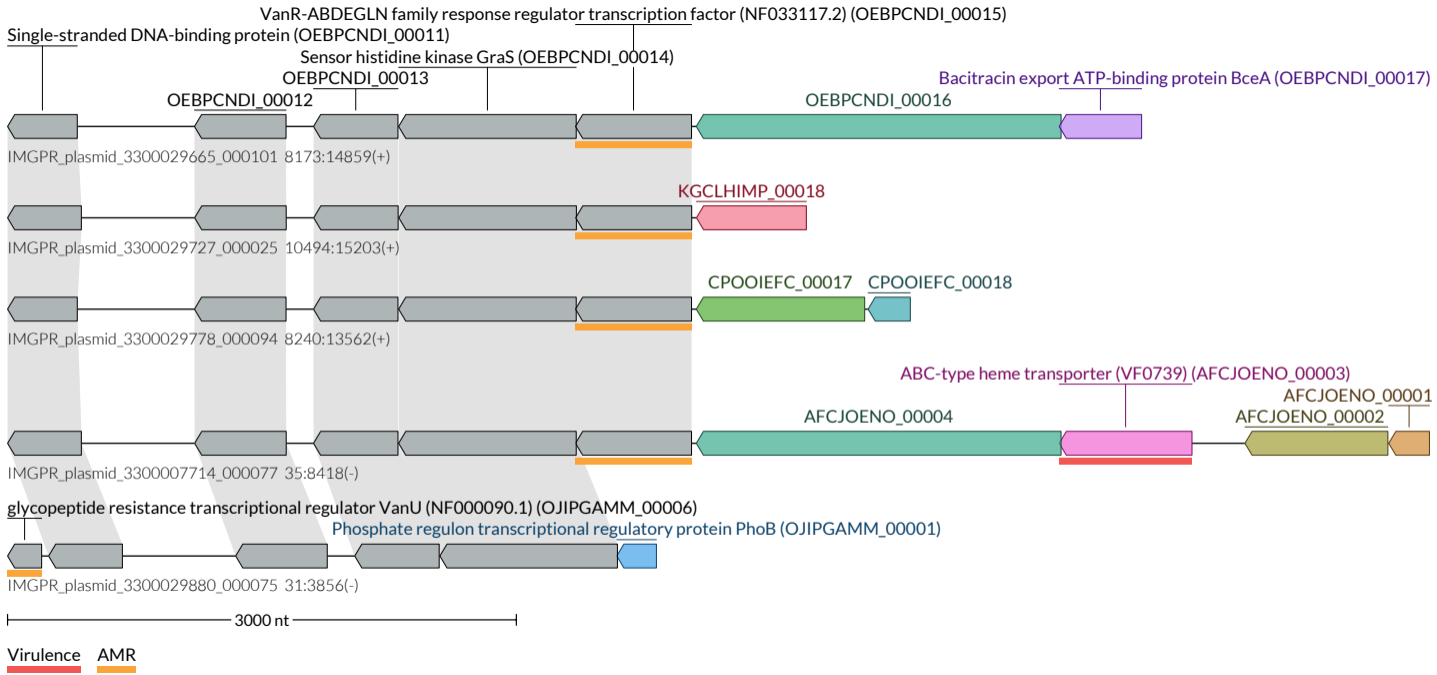 VanR-ABDEGLN family response regulator transcription factor (NF033117.2) (OEBPCNDI_00015)
Single-stranded DNA-binding protein (OEBPCNDI_00011)
Sensor histidine kinase GraS (OEBPCNDI_00014)
OEBPCNDI_00013
Bacitracin export ATP-binding protein BceA (OEBPCNDI_00017)
OEBPCNDI_00012
OEBPCNDI_00016
IMGPR_plasmid_3300029665_000101 8173:14859(+)
KGCLHIMP_00018
IMGPR_plasmid_3300029727_000025 10494:15203(+)
CPOOIEFC_00017
CPOOIEFC_00018
IMGPR_plasmid_3300029778_000094 8240:13562(+)
ABC-type heme transporter (VF0739) (AFCJOENO_00003)
AFCJOENO_00001
AFCJOENO_00004
AFCJOENO_00002
IMGPR_plasmid_3300007714_000077 35:8418(-)
glycopeptide resistance transcriptional regulator VanU (NF000090.1) (OJIPGAMM_00006)
Phosphate regulon transcriptional regulatory protein PhoB (OJIPGAMM_00001)
IMGPR_plasmid_3300029880_000075 31:3856(-)
3000 nt
Virulence AMR